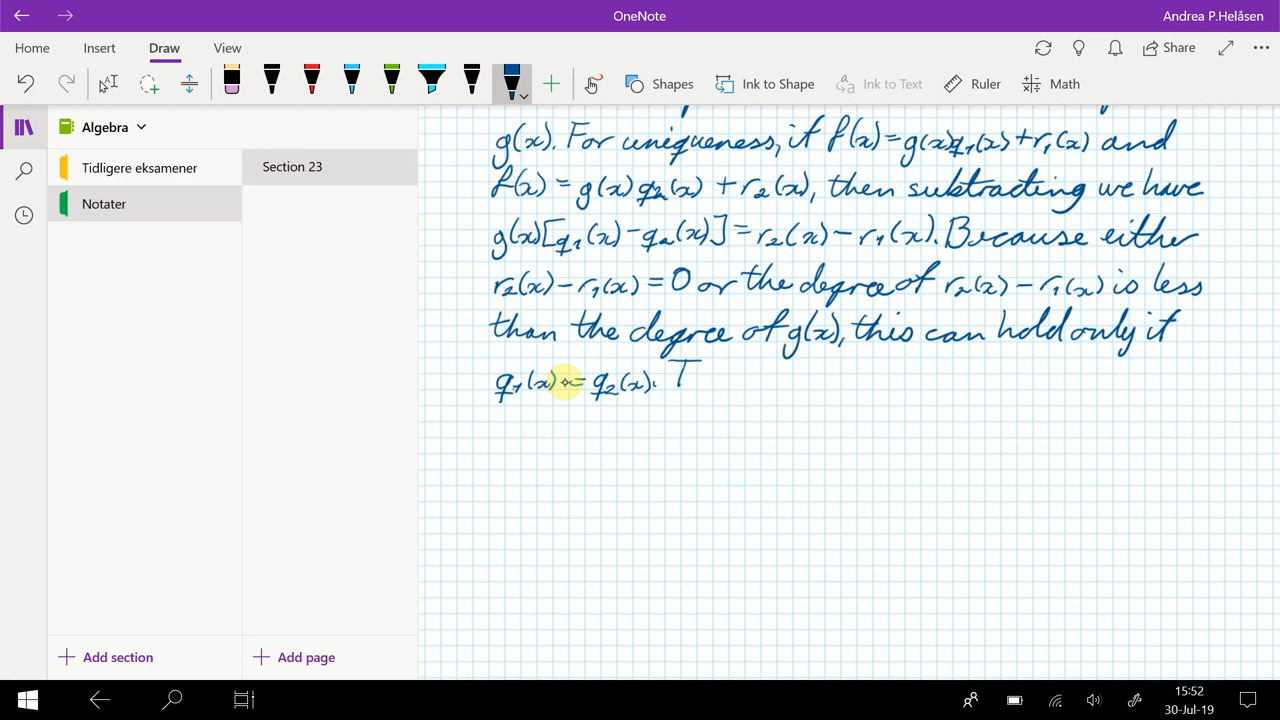 OneNote
Andrea P.Helåsen
Home Insert Draw View
Share
Shapes Ink to Shape Ink to Text Ruler Math
Algebra
Tidligere eksamener
Notater
Section 23
g(x). For uniqueness, if f(x)=g(x)q₁(x)+r₁(x) and
f(x) = g(x)q₂(x) + r₂(x), then subtracting we have
g(x)[q₁(x)-q₂(x)]=r₂(x)-r₁(x). Because either
r₂(x)-r₁(x)=0 or the degree of r₂(x)-r₁(x) is less
than the degree of g(x), this can hold only if
q₁(x) = q₂(x). T
Add section
Add page
15:52
30-Jul-19